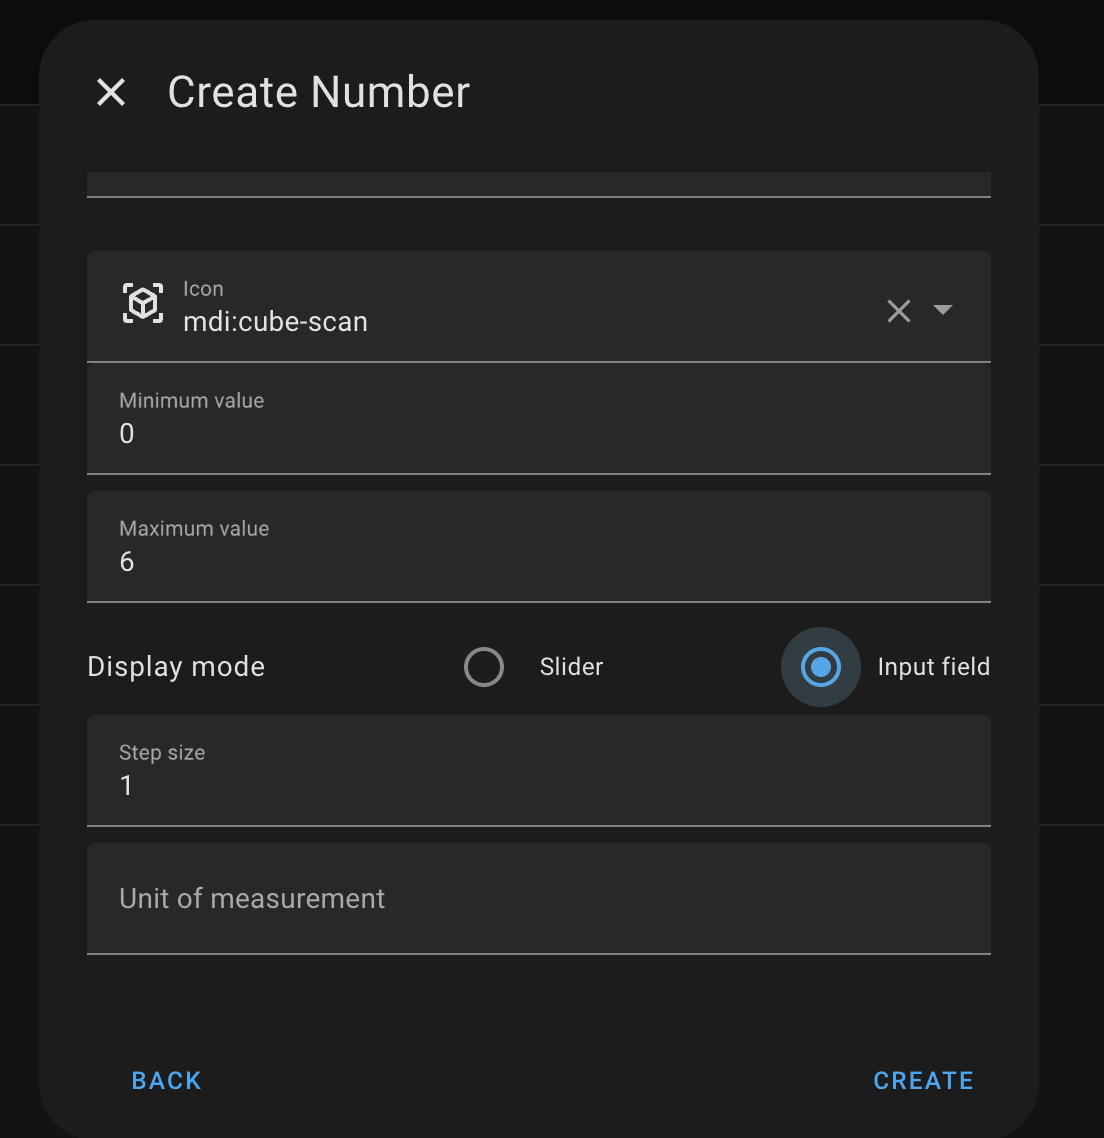 Create Number
Icon
mdi:cube-scan
Minimum value
0
Maximum value
6
Display mode
Slider
Input field
Step size
1
Unit of measurement
BACK
CREATE